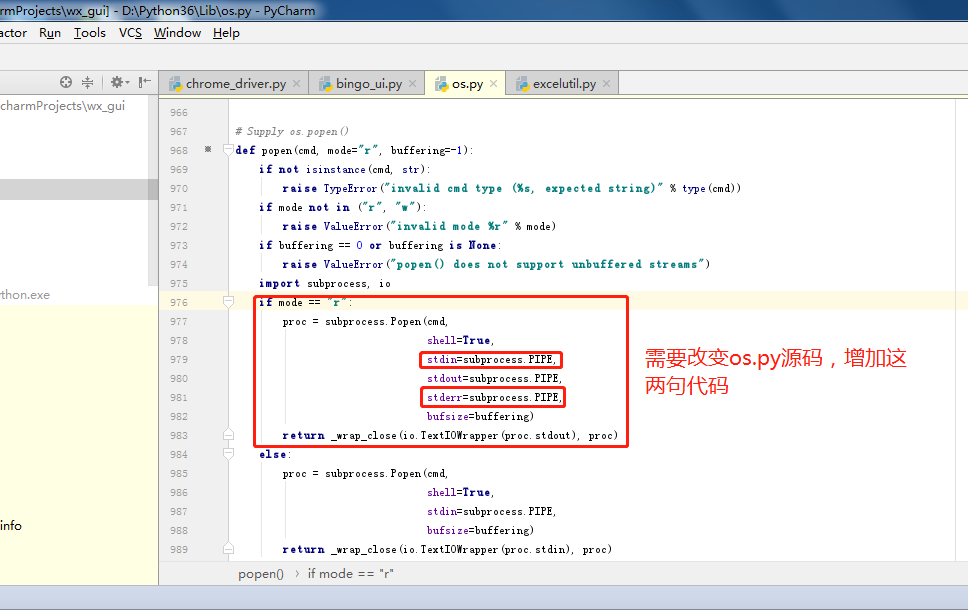 rmProjects\wx_gui] - D:\Python36\Lib\os.py - PyCharm
actor Run Tools VCS Window Help
chrome_driver.py bingo_ui.py os.py excelutil.py
charmProjects\wx_gui
966
967 # Supply os.popen()
968 def popen(cmd, mode="r", buffering=-1):
969 if not isinstance(cmd, str):
970 raise TypeError("invalid cmd type (%s, expected string)" % type(cmd))
971 if mode not in ("r", "w"):
972 raise ValueError("invalid mode %r" % mode)
973 if buffering == 0 or buffering is None:
974 raise ValueError("popen() does not support unbuffered streams")
975 import subprocess, io
ython.exe
976 if mode == "r":
977 proc = subprocess.Popen(cmd,
978 shell=True,
979 stdin=subprocess.PIPE,
980 stdout=subprocess.PIPE,
981 stderr=subprocess.PIPE,
982 bufsize=buffering)
983 return _wrap_close(io.TextIOWrapper(proc.stdout), proc)
需要改变os.py源码，增加这
两句代码
984 else:
985 proc = subprocess.Popen(cmd,
986 shell=True,
987 stdin=subprocess.PIPE,
988 bufsize=buffering)
989 return _wrap_close(io.TextIOWrapper(proc.stdin), proc)
info
popen() › if mode == "r"